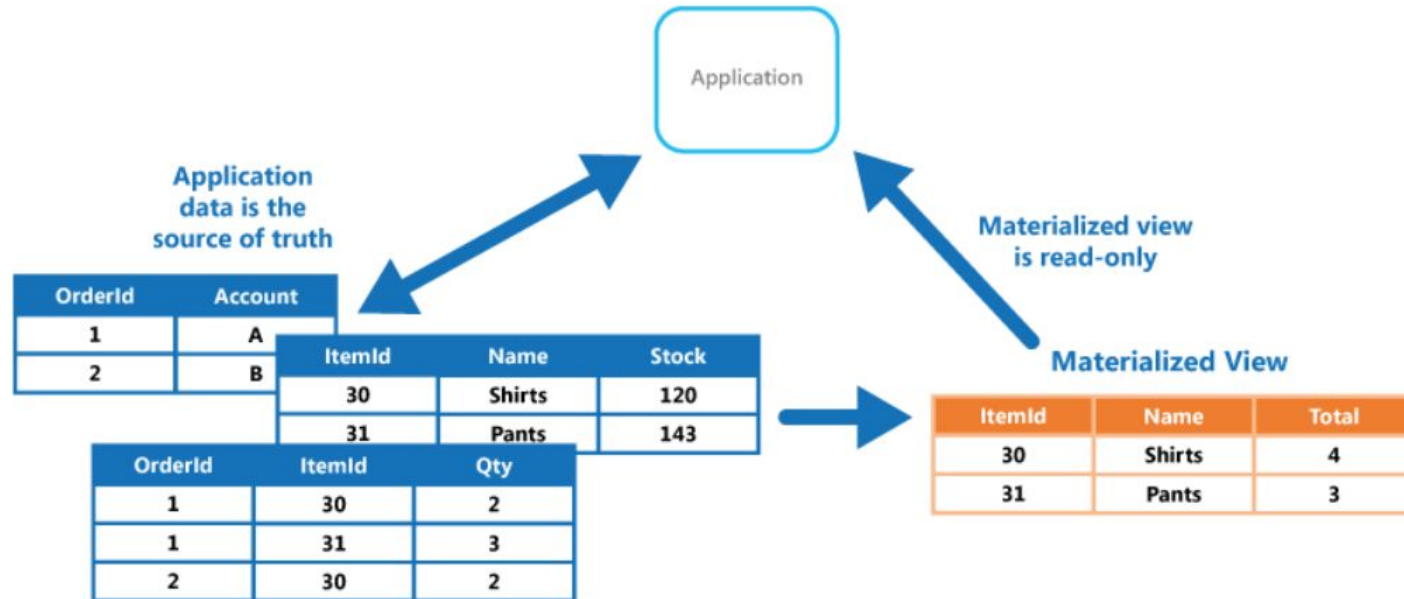 Application
Application
data is the
source of truth
Materialized view
is read-only
OrderId Account
1 A
2 B
ItemId Name Stock
30 Shirts 120
31 Pants 143
OrderId ItemId Qty
1 30 2
1 31 3
2 30 2
Materialized View
ItemId Name Total
30 Shirts 4
31 Pants 3